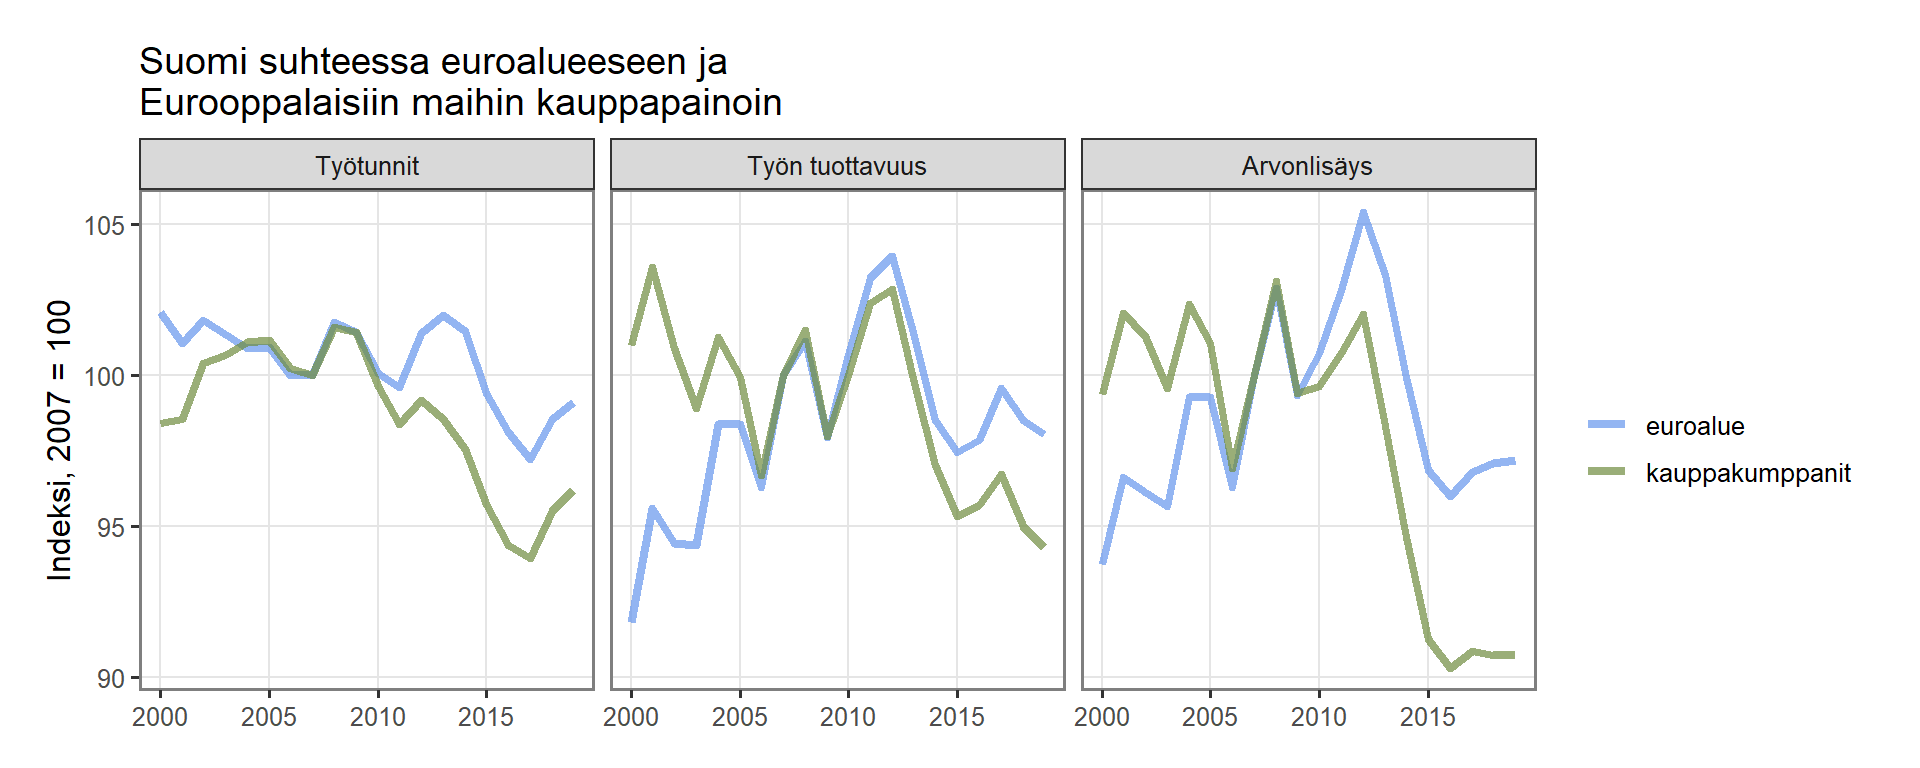 Suomi suhteessa euroalueeseen ja
Eurooppalaisiin maihin kauppapainoin
Työtunnit
Työn tuottavuus
Arvonlisäys
Indeksi, 2007 = 100
105
100
95
90
2000 2005 2010 2015
2000 2005 2010 2015
2000 2005 2010 2015
euroalue
kauppakumppanit